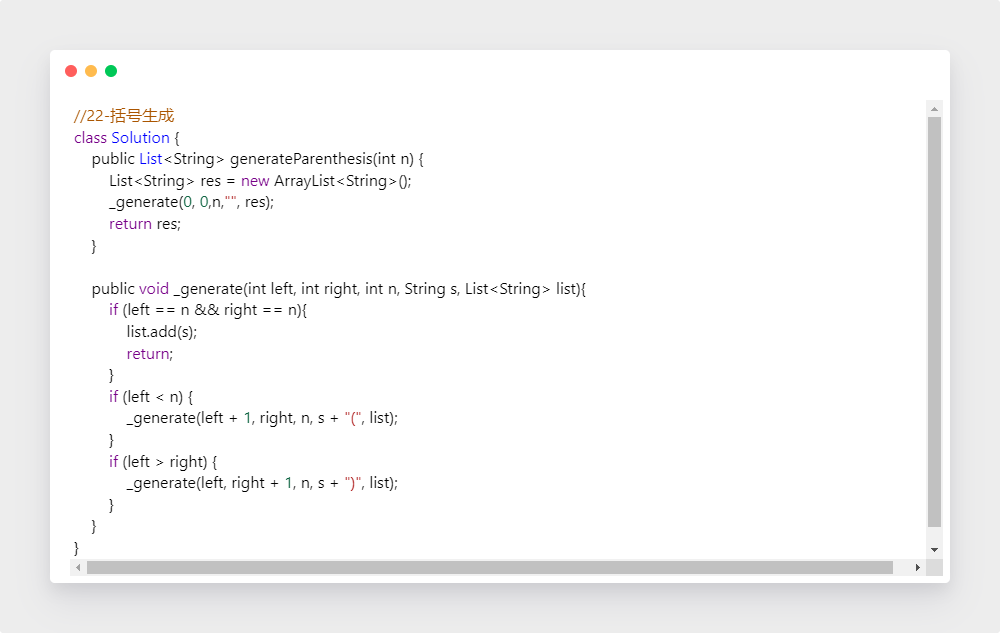 //22-括号生成
class Solution {
    public List<String> generateParenthesis(int n) {
        List<String> res = new ArrayList<String>();
        _generate(0, 0,n,"", res);
        return res;
    }

    public void _generate(int left, int right, int n, String s, List<String> list){
        if (left == n && right == n){
            list.add(s);
            return;
        }
        if (left < n) {
            _generate(left + 1, right, n, s + "(", list);
        }
        if (left > right) {
            _generate(left, right + 1, n, s + ")", list);
        }
    }
}